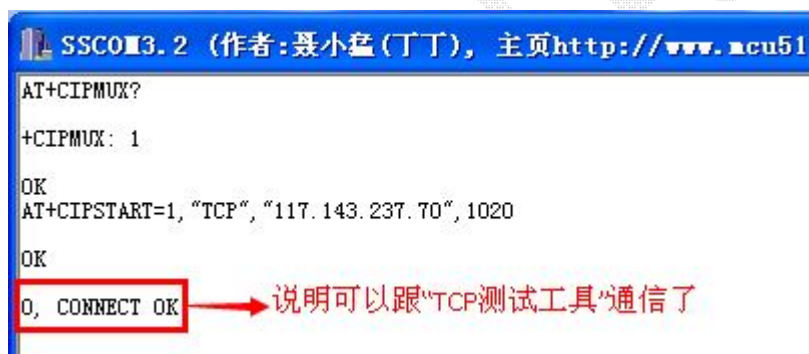 SSCOM3.2 (作者:聂小猛(丁丁), 主页http://www.mcu51
AT+CIPMUX?
+CIPMUX: 1
OK
AT+CIPSTART=1,"TCP","117.143.237.70",1020
OK
0, CONNECT OK
说明可以跟"TCP测试工具"通信了